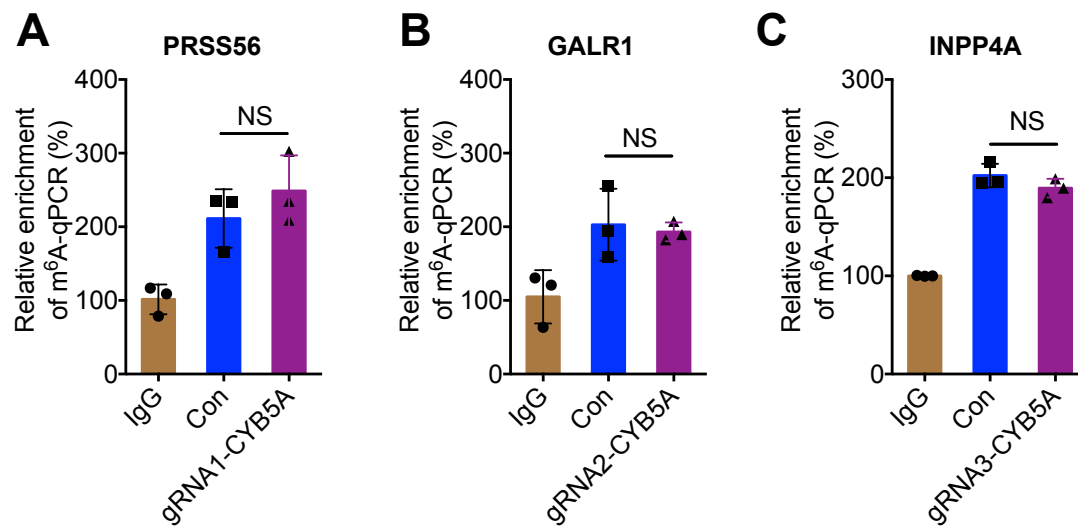 A
PRSS56
Relative enrichment
of m⁶A-qPCR (%)
400
300
200
100
0
NS
IgG
Con
gRNA1-CYB5A
B
GALR1
Relative enrichment
of m⁶A-qPCR (%)
400
300
200
100
0
NS
IgG
Con
gRNA2-CYB5A
C
INPP4A
Relative enrichment
of m⁶A-qPCR (%)
300
200
100
0
NS
IgG
Con
gRNA3-CYB5A